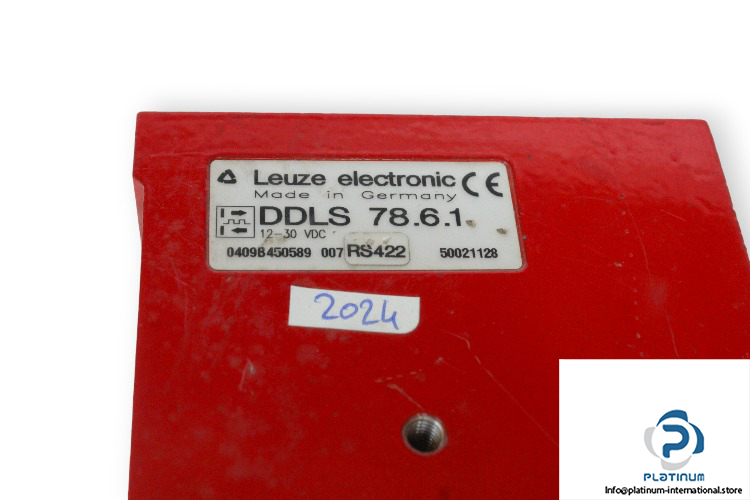 Leuze electronic CE
Made in Germany
DDLS 78.6.1
12-30 VDC
0409B450589 007 RS422 50021128
2024
PLATINUM
Info@platinum-international.store